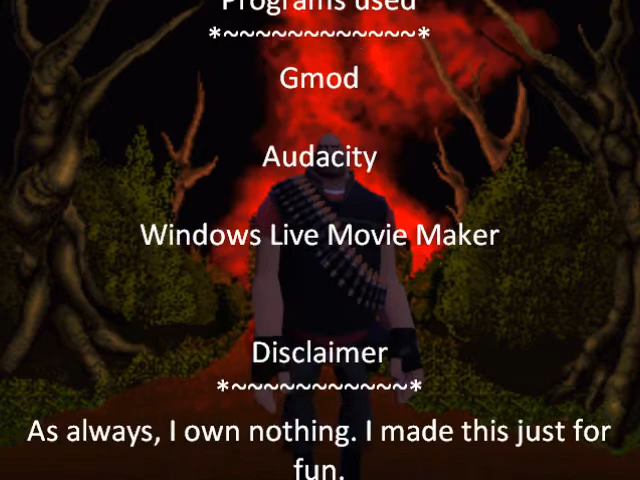 Programs used
*~~~~~~~~~~~~*
Gmod
Audacity
Windows Live Movie Maker
Disclaimer
*~~~~~~~~~~~*
As always, I own nothing. I made this just for
fun.